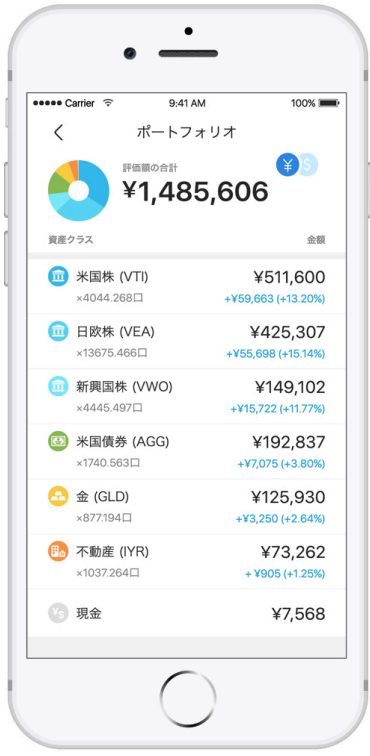 Carrier 9:41 AM 100%
ポートフォリオ
評価額の合計
¥ $
¥1,485,606
資産クラス 金額
米国株 (VTI) ¥511,600
×4044.268口 +¥59,663 (+13.20%)
日欧株 (VEA) ¥425,307
×13675.466口 +¥55,698 (+15.14%)
新興国株 (VWO) ¥149,102
×4445.497口 +¥15,722 (+11.77%)
米国債券 (AGG) ¥192,837
×1740.563口 +¥7,075 (+3.80%)
金 (GLD) ¥125,930
×877.194口 +¥3,250 (+2.64%)
不動産 (IYR) ¥73,262
×1037.264口 + ¥905 (+1.25%)
¥$ 現金 ¥7,568